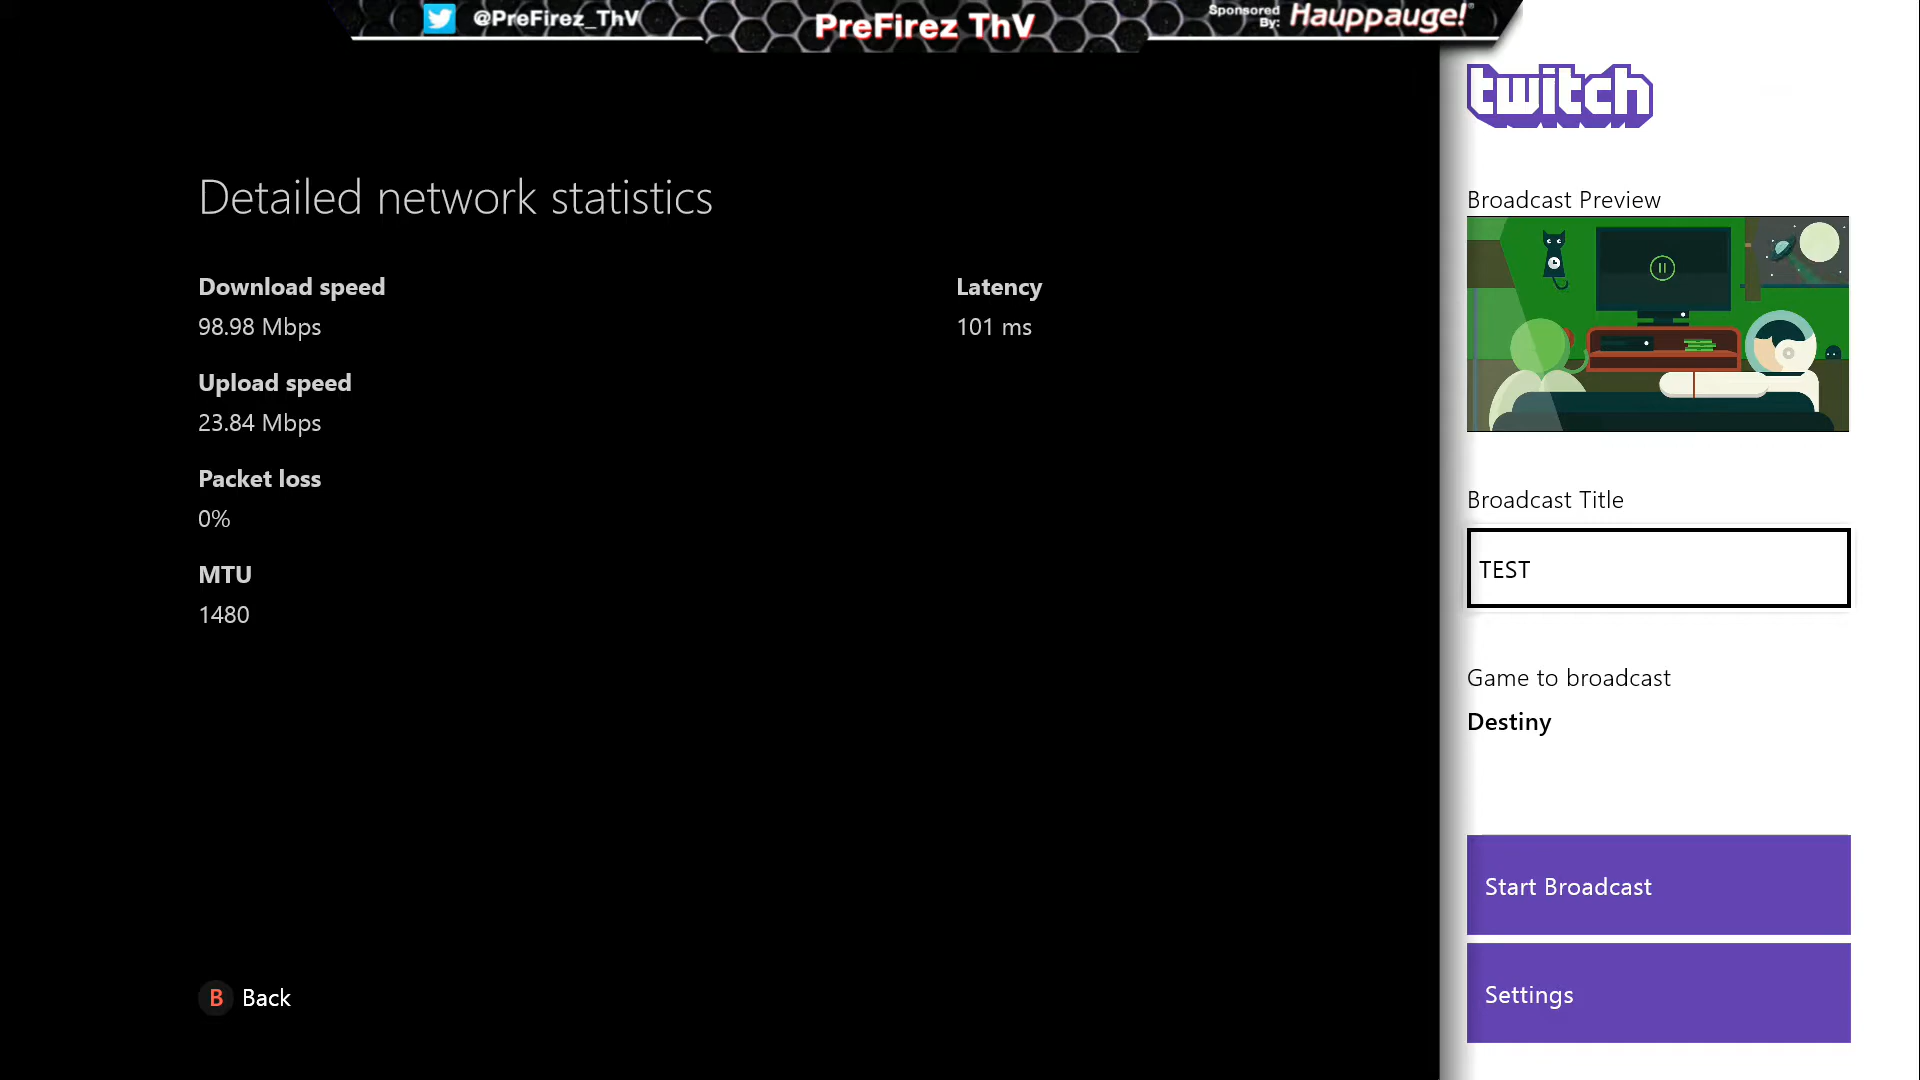 @PreFirez_ThV
PreFirez ThV
Sponsored By:
Hauppauge!
twitch
Detailed network statistics
Download speed
98.98 Mbps
Upload speed
23.84 Mbps
Packet loss
0%
MTU
1480
Latency
101 ms
B Back
Broadcast Preview
Broadcast Title
TEST
Game to broadcast
Destiny
Start Broadcast
Settings